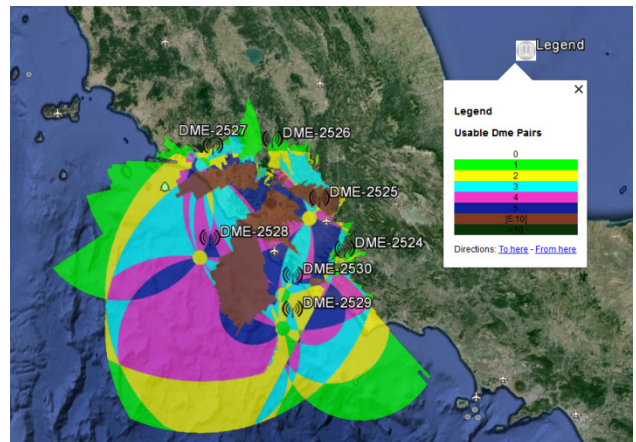 Legend
Legend
Usable Dme Pairs
0
1
2
3
4
5
]5:10]
>10
Directions: To here - From here
DME-2527
DME-2526
DME-2525
DME-2528
DME-2524
DME-2530
DME-2529